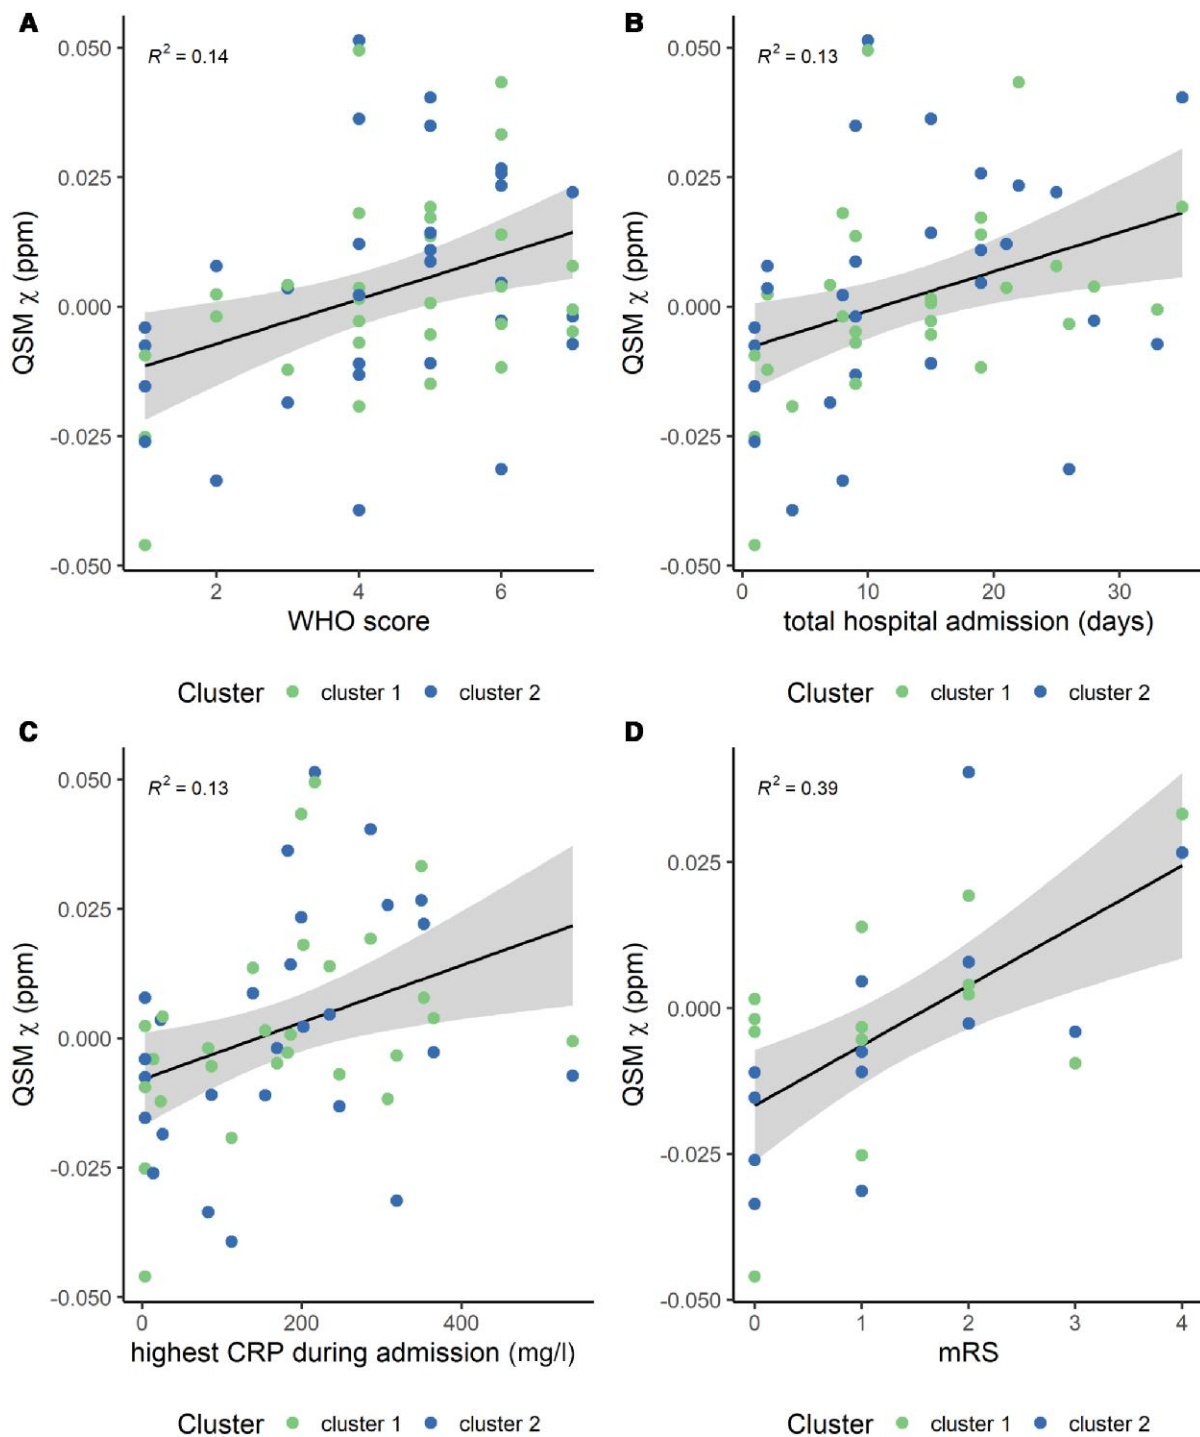 A
R² = 0.14
0.050
0.025
0.000
-0.025
-0.050
QSM χ (ppm)
2 4 6
WHO score
Cluster cluster 1 cluster 2
B
R² = 0.13
0.050
0.025
0.000
-0.025
-0.050
QSM χ (ppm)
0 10 20 30
total hospital admission (days)
Cluster cluster 1 cluster 2
C
R² = 0.13
0.050
0.025
0.000
-0.025
-0.050
QSM χ (ppm)
0 200 400
highest CRP during admission (mg/l)
Cluster cluster 1 cluster 2
D
R² = 0.39
0.025
0.000
-0.025
-0.050
QSM χ (ppm)
0 1 2 3 4
mRS
Cluster cluster 1 cluster 2